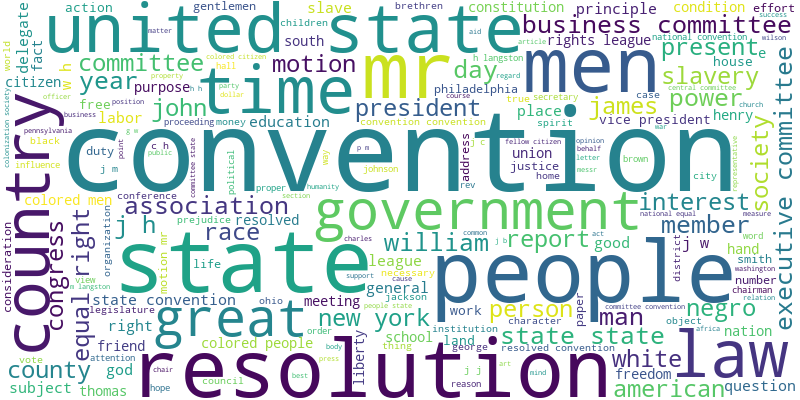 action
gentlemen
slave
brethren
constitution
principle
condition
effort
success
united state
business committee
world
delegate
fact
children
south
aid
matter
colored citizen
hall
article
regard
rights league
national convention
wilson
citizen
w h
committee
motion
mr
men
present
e
house
year
purpose
property
party
dollar
time
day
h h
h langston
philadelphia
course
slavery
central committee
church
free
john
president
true
secretary
james
case
power
officer
position
labor
proceeding
money
education
convention convention
place
spirit
vice president
henry
war
business
pennsylvania
black
influence
g w
point
duty
c h
public
j m
committee state
convention
p m
j c
address
union
justice
home
rev
fellow citizen
opinion
behalf
letter
messr
brown
city
representative
society
executive committee
colonization society
country
way
political
proper
section
humanity
johnson
colored men
conference
association
prejudice
resolved
race
j h
government
interest
national equal
act
measure
member
consideration
congress
equal right
organization
motion mr
charles
common
j b
william
report
good
j w
word
hand
smith
washington
number
chairman
relation
district
state
life
league
necessary
cause
general
support
jackson
people state
people
view
m langston
state convention
ohio
meeting
legislature
right
great
order
new york
work
character
person
paper
committee convention
man
object
negro
africa
nation
friend
attention
vote
colored people
institution
school
land
thing
state state
white
freedom
law
county
god
chair
hope
resolution
body
press
council
best
liberty
george
resolved convention
j j
reason
art
mind
subject
thomas
american
question